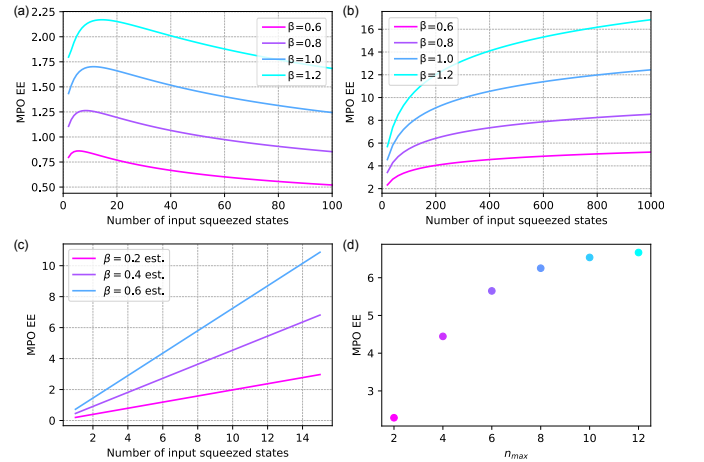 (a)
2.25
2.00
1.75
1.50
1.25
1.00
0.75
0.50
MPO EE
0 20 40 60 80 100
Number of input squeezed states
β=0.6
β=0.8
β=1.0
β=1.2
(b)
16
14
12
10
8
6
4
2
MPO EE
0 200 400 600 800 1000
Number of input squeezed states
β=0.6
β=0.8
β=1.0
β=1.2
(c)
10
8
6
4
2
0
MPO EE
2 4 6 8 10 12 14
Number of input squeezed states
β = 0.2 est.
β = 0.4 est.
β = 0.6 est.
(d)
6
5
4
3
MPO EE
2 4 6 8 10 12
n_max